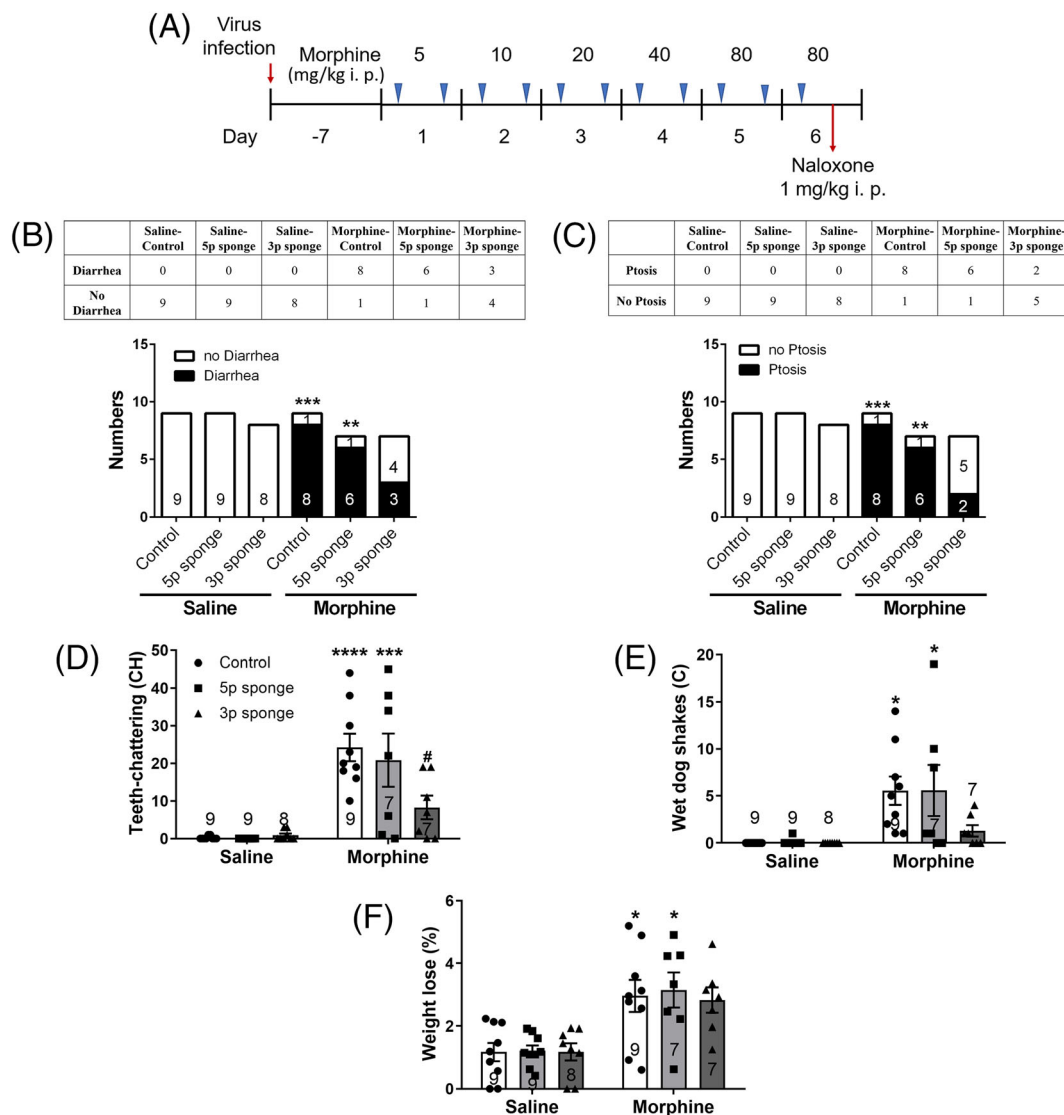 (A)
Virus
infection
Morphine
(mg/kg i. p.)
5 10 20 40 80 80
Day -7 1 2 3 4 5 6
Naloxone
1 mg/kg i. p.
(B)
Saline-Control Saline-5p sponge Saline-3p sponge Morphine-Control Morphine-5p sponge Morphine-3p sponge
Diarrhea 0 0 0 8 6 3
No Diarrhea 9 9 8 1 1 4
15
10
5
0
Numbers
no Diarrhea
Diarrhea
*** **
1 1 4
9 9 8 8 6 3
Control 5p sponge 3p sponge Control 5p sponge 3p sponge
Saline Morphine
(C)
Saline-Control Saline-5p sponge Saline-3p sponge Morphine-Control Morphine-5p sponge Morphine-3p sponge
Ptosis 0 0 0 8 6 2
No Ptosis 9 9 8 1 1 5
15
10
5
0
Numbers
no Ptosis
Ptosis
*** **
1 1 5
9 9 8 8 6 2
Control 5p sponge 3p sponge Control 5p sponge 3p sponge
Saline Morphine
(D)
50
40
30
20
10
0
Teeth-chattering (CH)
Control
5p sponge
3p sponge
**** *** #
9 9 8 9 7 7
Saline Morphine
(E)
20
15
10
5
0
Wet dog shakes (C)
* *
9 9 8 9 7 7
Saline Morphine
(F)
6
4
2
0
Weight lose (%)
* *
9 9 8 9 7 7
Saline Morphine